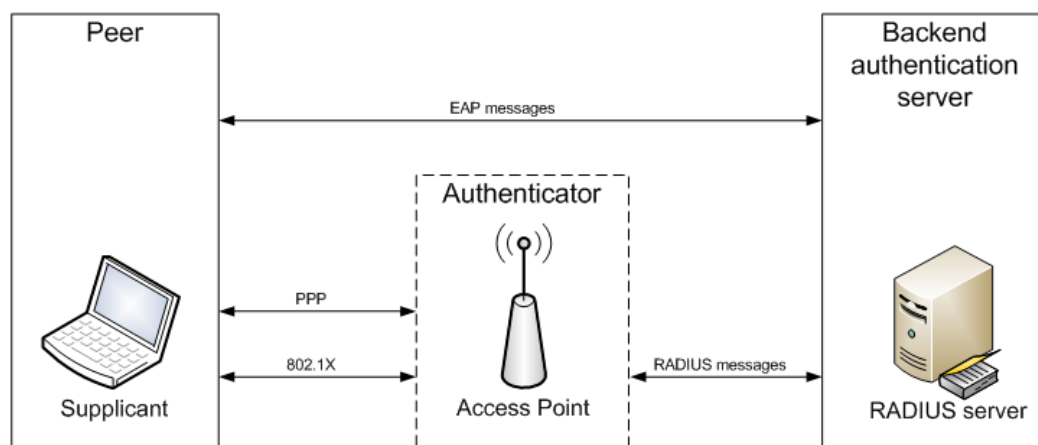 Peer
Backend
authentication
server
EAP messages
Authenticator
PPP
802.1X
RADIUS messages
Supplicant
Access Point
RADIUS server